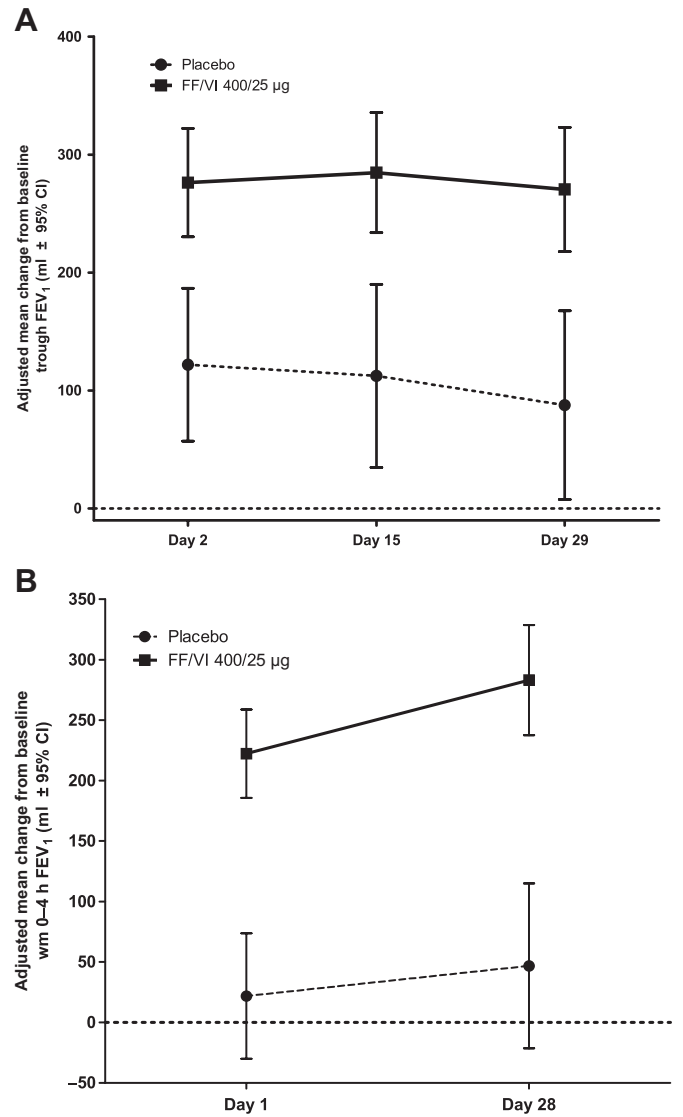 A
400
300
200
100
0
Adjusted mean change from baseline
trough FEV₁ (ml ± 95% CI)
Placebo
FF/VI 400/25 µg
Day 2
Day 15
Day 29
B
350
300
250
200
150
100
50
0
–50
Adjusted mean change from baseline
wm 0–4 h FEV₁ (ml ± 95% CI)
Placebo
FF/VI 400/25 µg
Day 1
Day 28